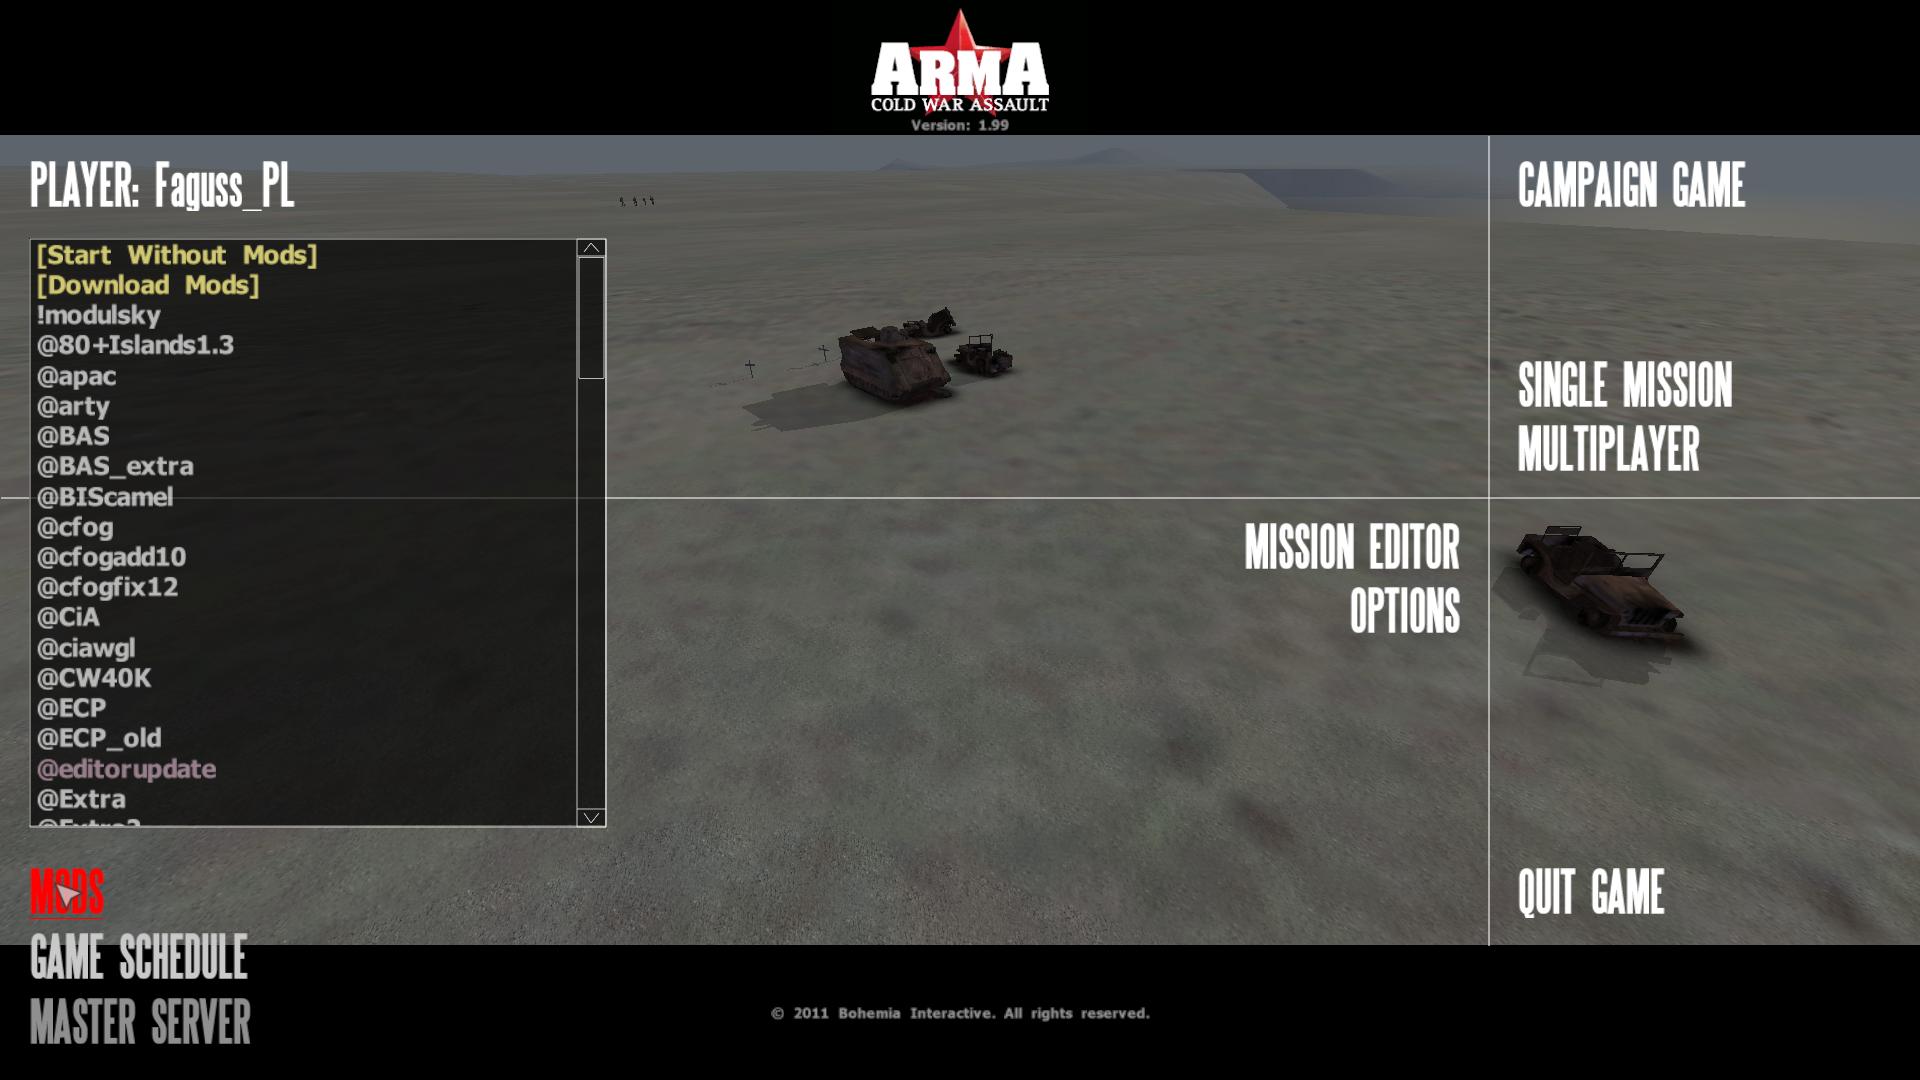 ARMA
COLD WAR ASSAULT
Version: 1.99
PLAYER: Faguss_PL
[Start Without Mods]
[Download Mods]
!modulsky
@80+Islands1.3
@apac
@arty
@BAS
@BAS_extra
@BIScamel
@cfog
@cfogadd10
@cfogfix12
@CiA
@ciawgl
@CW40K
@ECP
@ECP_old
@editorupdate
@Extra
@Extra2
MODS
GAME SCHEDULE
MASTER SERVER
CAMPAIGN GAME
SINGLE MISSION
MULTIPLAYER
MISSION EDITOR
OPTIONS
QUIT GAME
© 2011 Bohemia Interactive. All rights reserved.